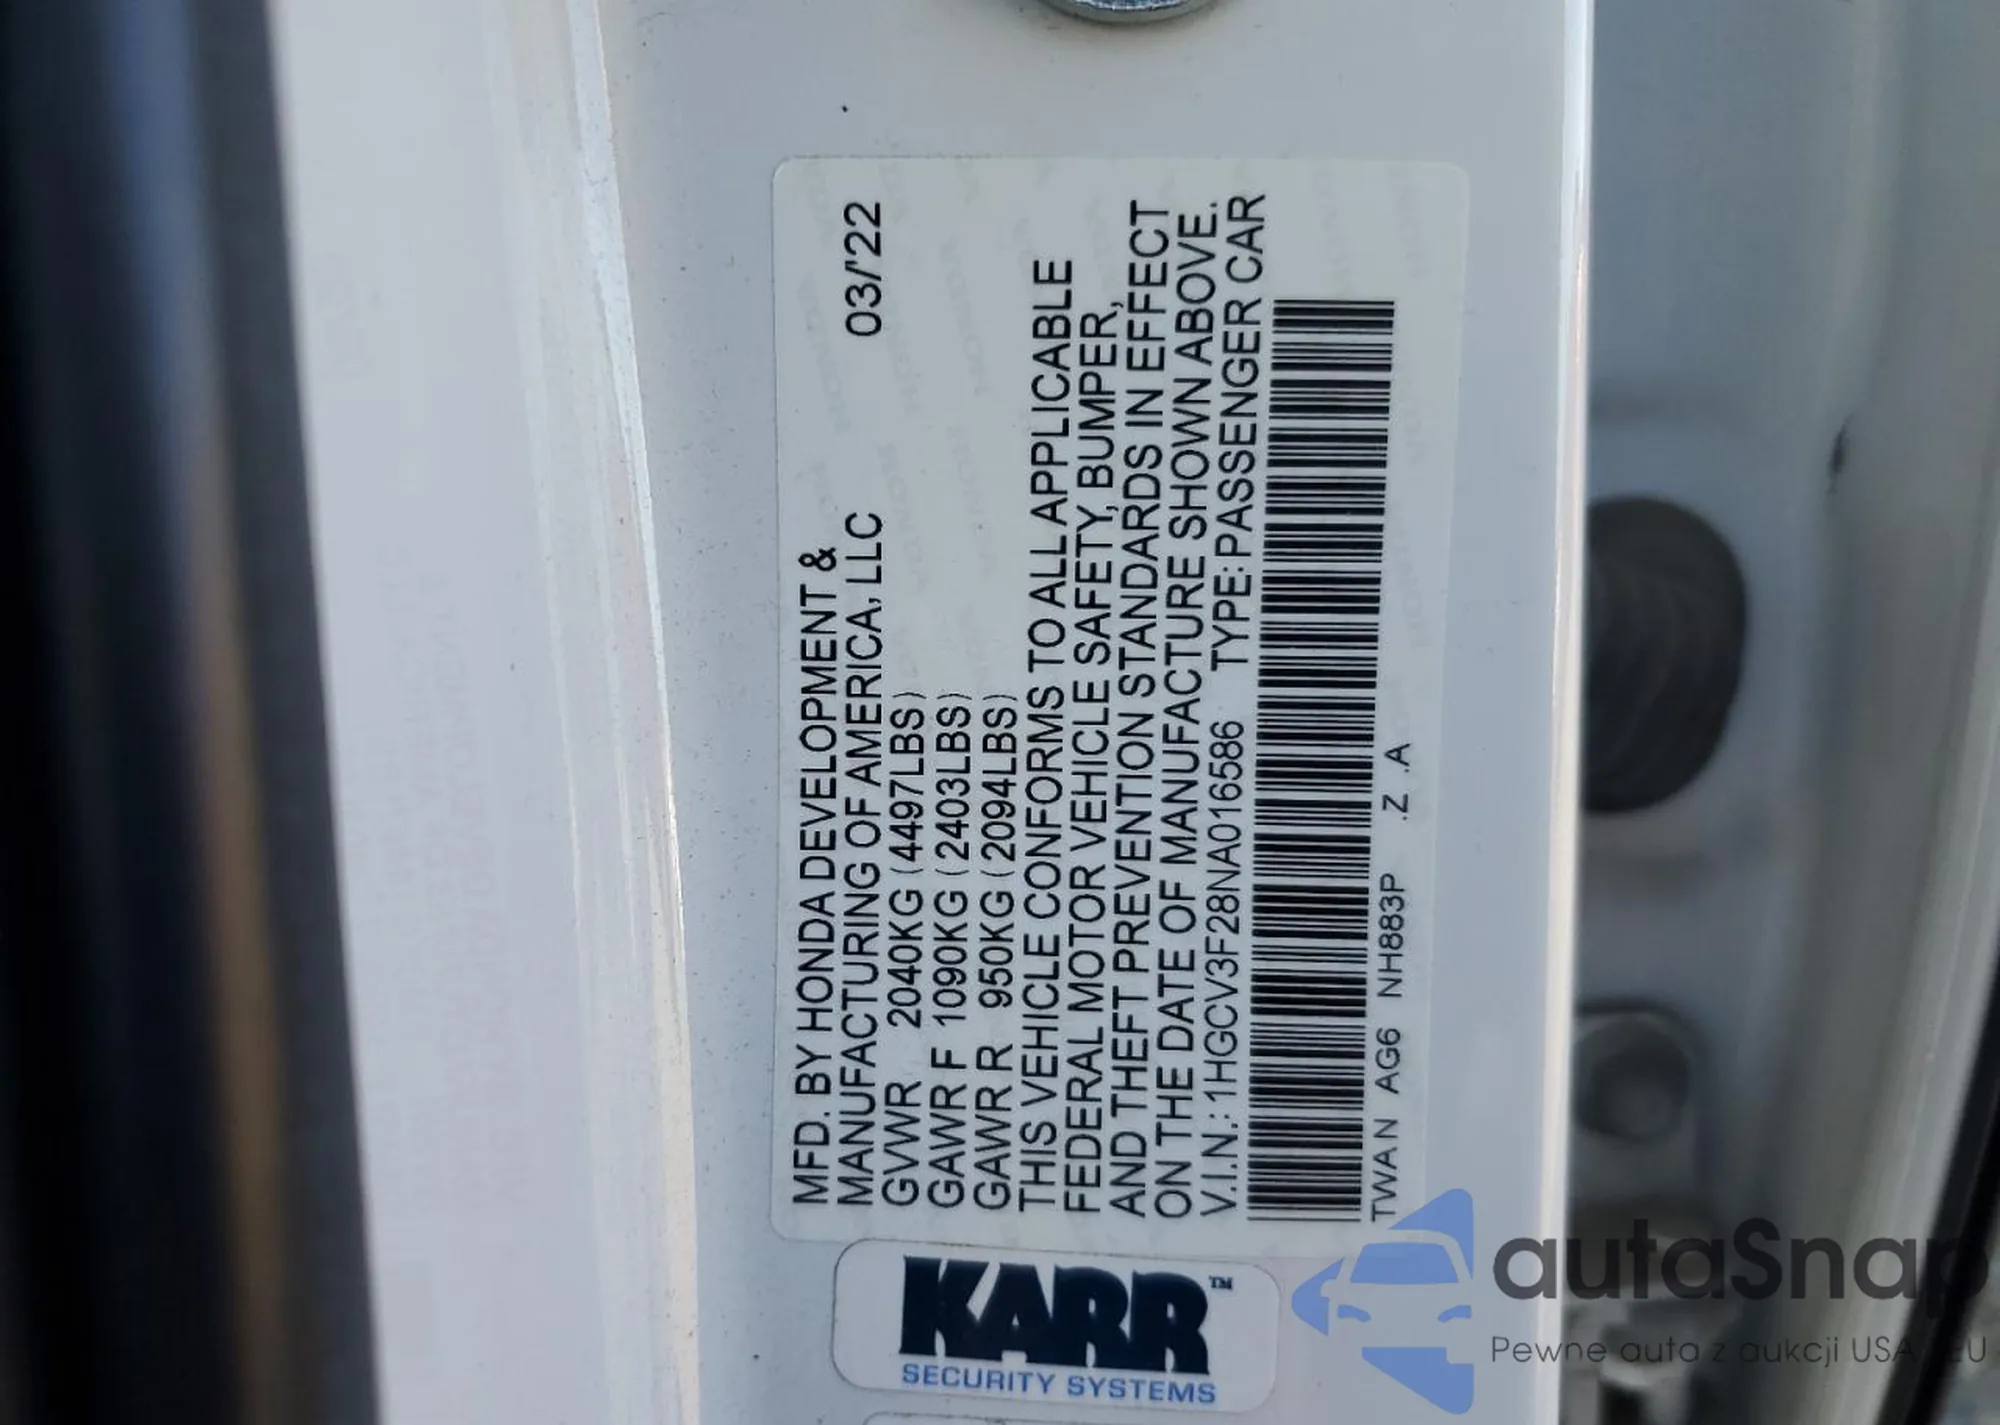 MFD. BY HONDA DEVELOPMENT &
MANUFACTURING OF AMERICA, LLC 03/'22
GVWR 2040KG (4497LBS)
GAWR F 1090KG (2403LBS)
GAWR R 950KG (2094LBS)
THIS VEHICLE CONFORMS TO ALL APPLICABLE
FEDERAL MOTOR VEHICLE SAFETY, BUMPER,
AND THEFT PREVENTION STANDARDS IN EFFECT
ON THE DATE OF MANUFACTURE SHOWN ABOVE.
V.I.N.: 1HGCV3F28NA016586 TYPE: PASSENGER CAR
TWAN AG6 NH883P .Z .A
KARR™
SECURITY SYSTEMS
autaSnap
Pewne auta z aukcji USA EU